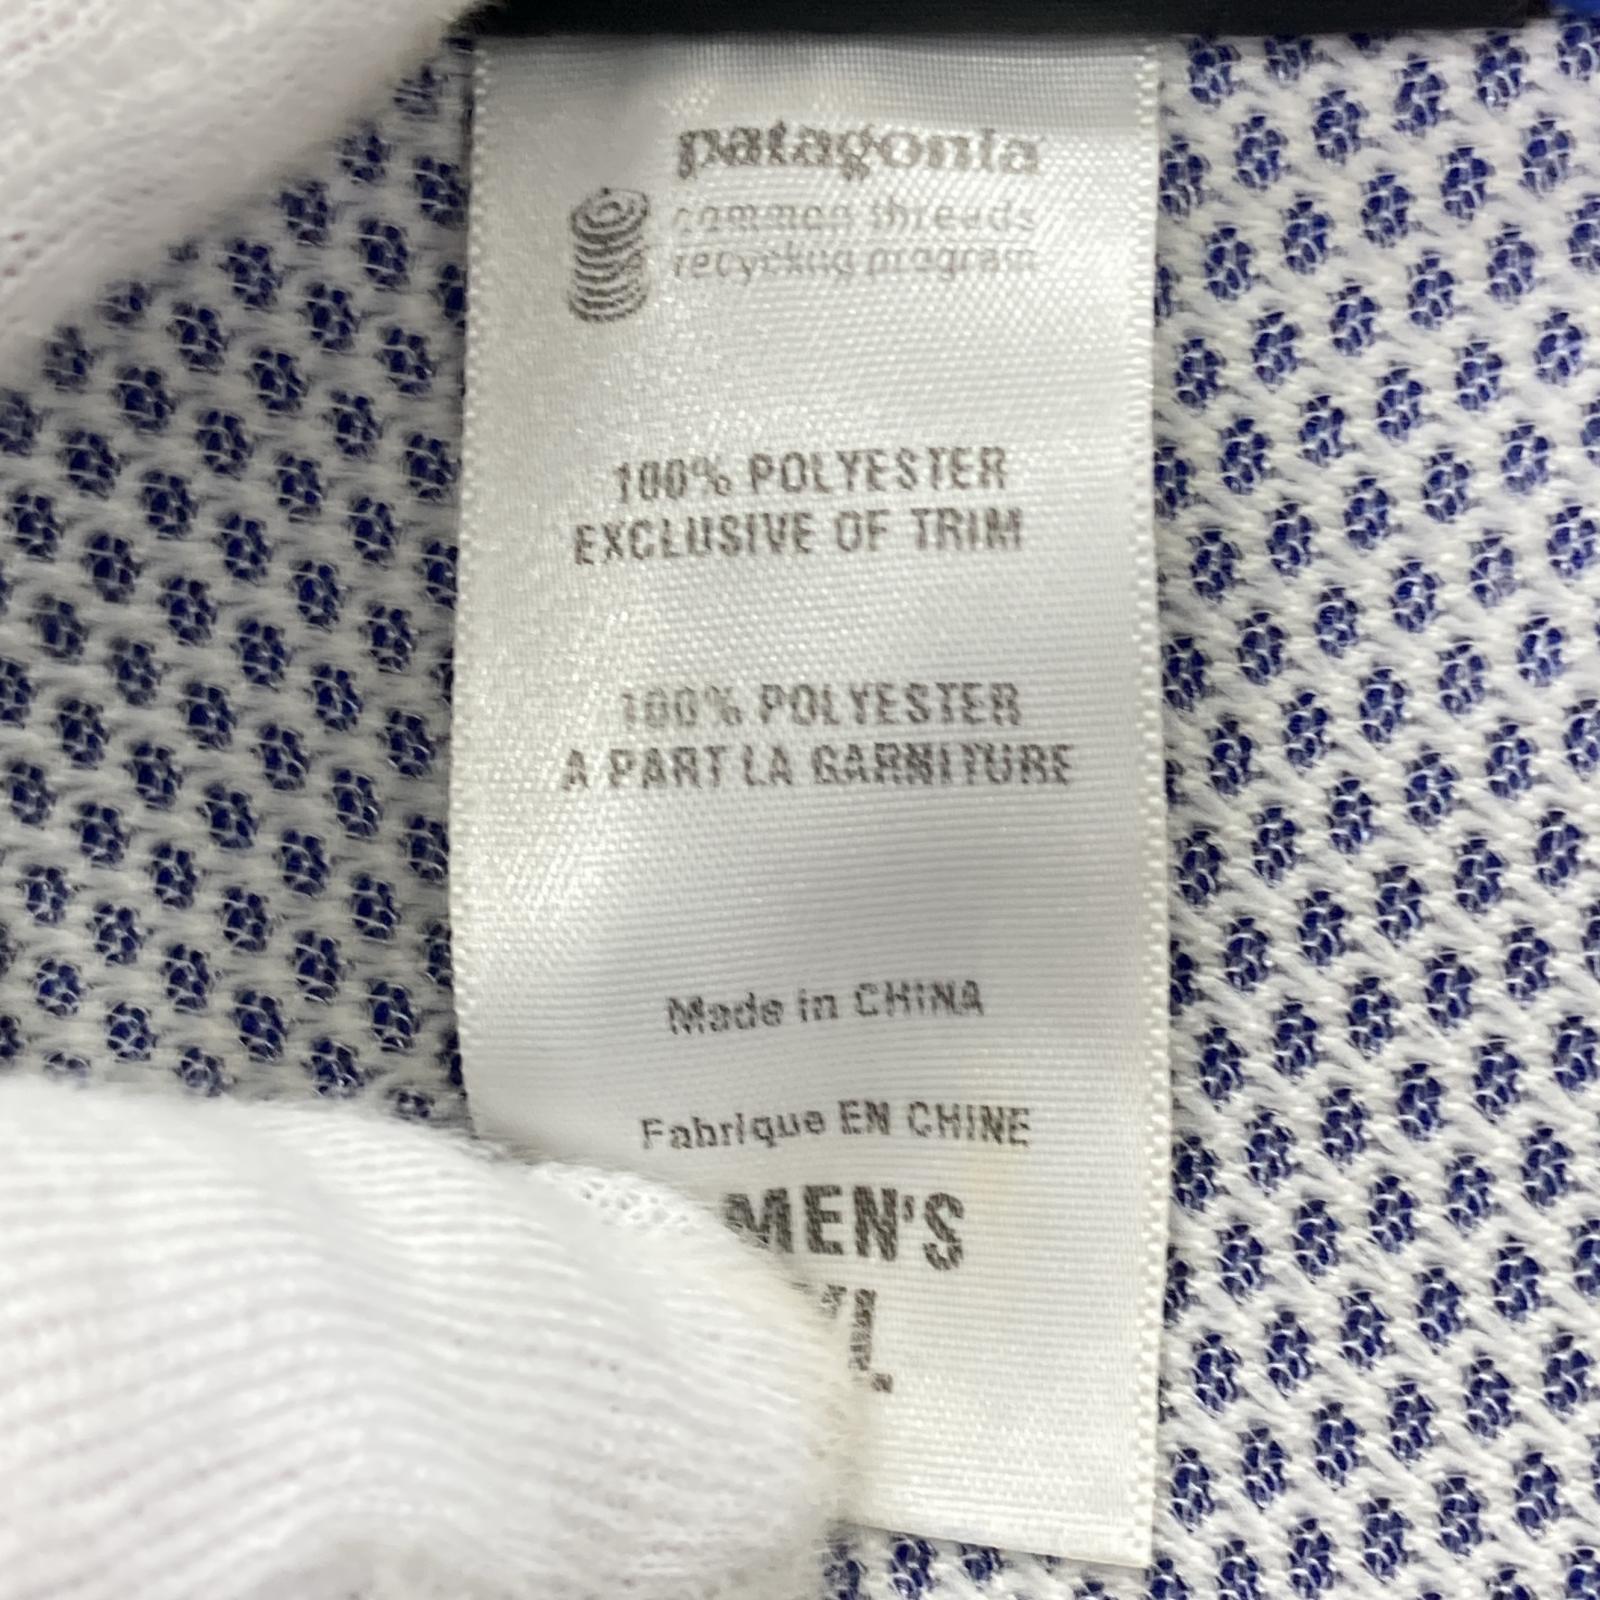 patagonia
common threads
recycling program
100% POLYESTER
EXCLUSIVE OF TRIM
100% POLYESTER
A PART LA GARNITURE
Made in CHINA
Fabrique EN CHINE
MEN'S